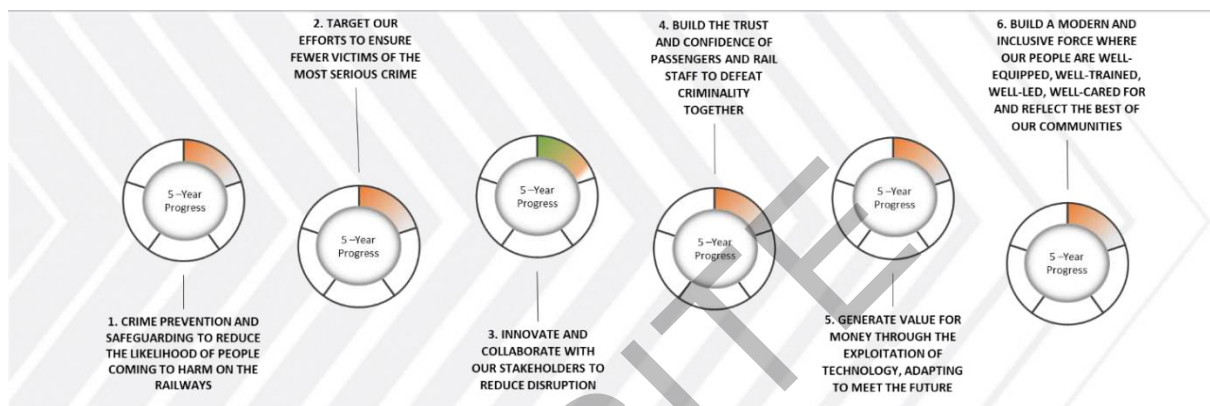 2. TARGET OUR
EFFORTS TO ENSURE
FEWER VICTIMS OF THE
MOST SERIOUS CRIME
4. BUILD THE TRUST
AND CONFIDENCE OF
PASSENGERS AND RAIL
STAFF TO DEFEAT
CRIMINALITY
TOGETHER
6. BUILD A MODERN AND
INCLUSIVE FORCE WHERE
OUR PEOPLE ARE WELL-
EQUIPPED, WELL-TRAINED,
WELL-LED, WELL-CARED FOR
AND REFLECT THE BEST OF
OUR COMMUNITIES
5 –Year
Progress
5 –Year
Progress
5 –Year
Progress
5 –Year
Progress
5 –Year
Progress
5 –Year
Progress
1. CRIME PREVENTION AND
SAFEGUARDING TO REDUCE
THE LIKELIHOOD OF PEOPLE
COMING TO HARM ON THE
RAILWAYS
3. INNOVATE AND
COLLABORATE WITH
OUR STAKEHOLDERS TO
REDUCE DISRUPTION
5. GENERATE VALUE FOR
MONEY THROUGH THE
EXPLOITATION OF
TECHNOLOGY, ADAPTING
TO MEET THE FUTURE